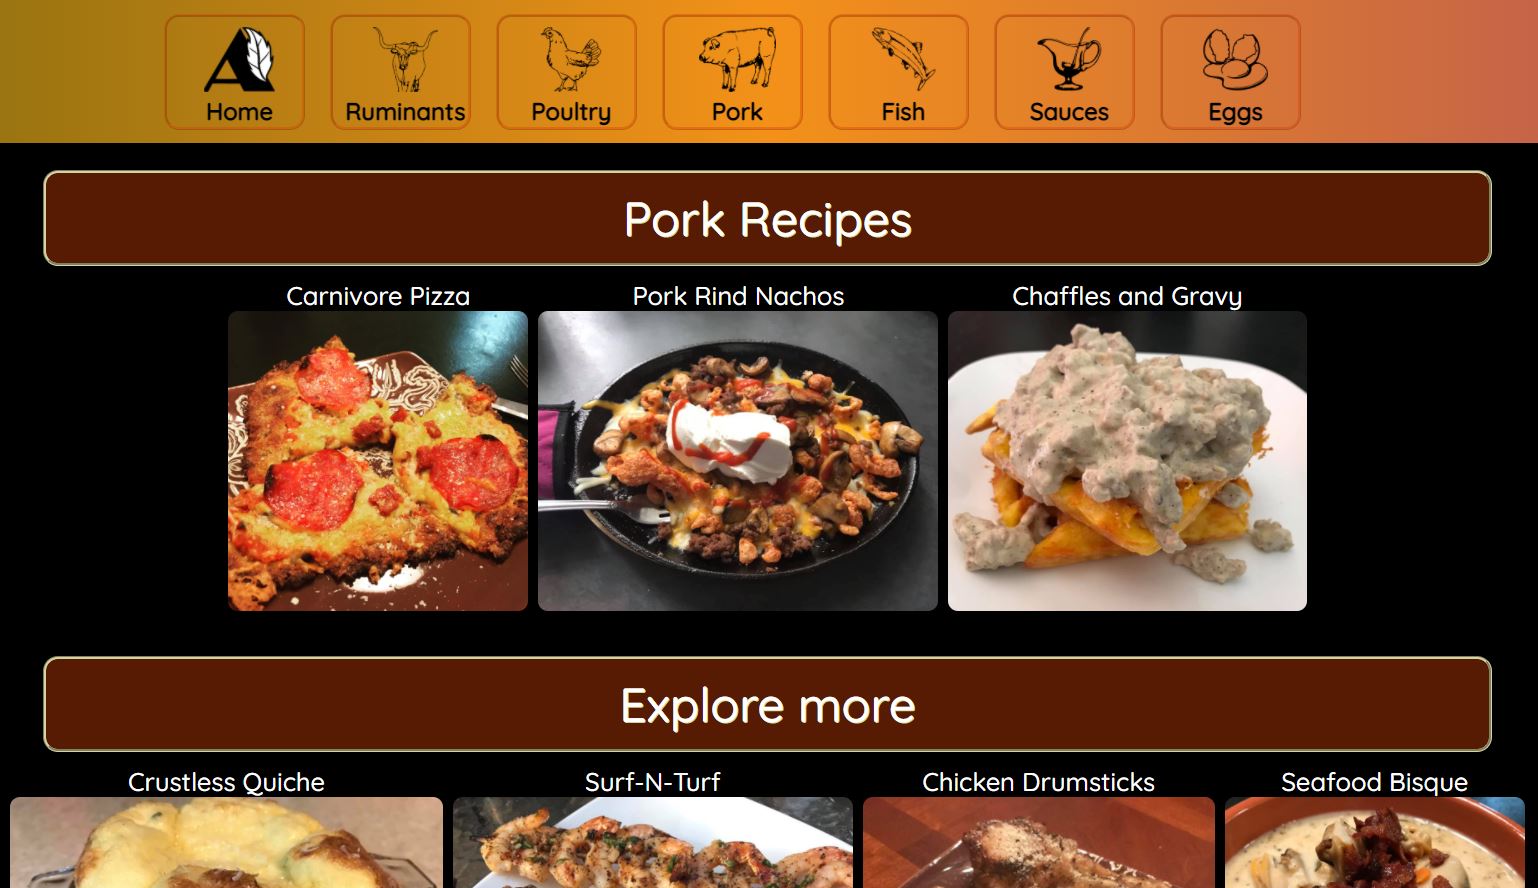 Home
Ruminants
Poultry
Pork
Fish
Sauces
Eggs
Pork Recipes
Carnivore Pizza
Pork Rind Nachos
Chaffles and Gravy
Explore more
Crustless Quiche
Surf-N-Turf
Chicken Drumsticks
Seafood Bisque